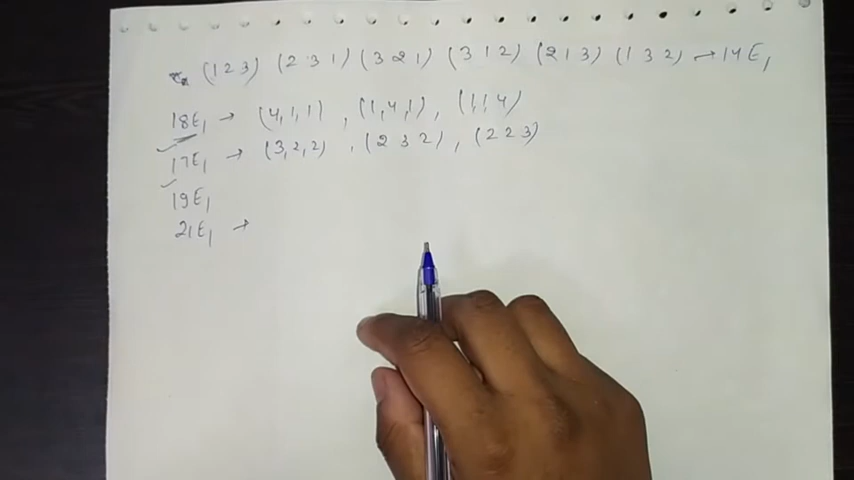 (1 2 3) (2 3 1) (3 2 1) (3 1 2) (2 1 3) (1 3 2) → 14E₁
18E₁ → (4,1,1) , (1,4,1) , (1,1,4)
17E₁ → (3,2,2) , (2 3 2) , (2 2 3)
19E₁
21E₁ →